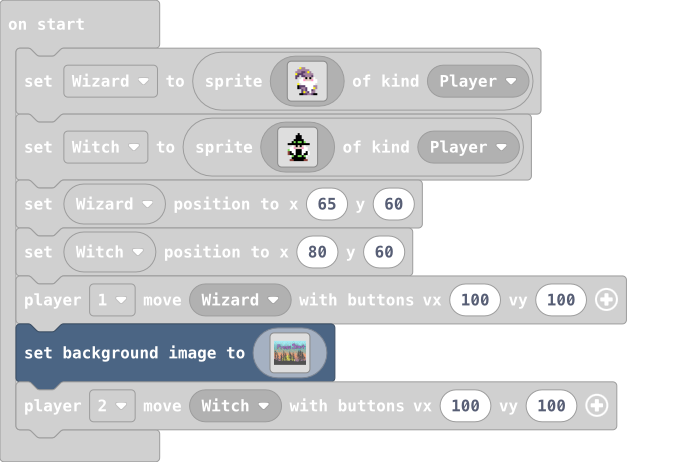 on start
set Wizard to sprite of kind Player
set Witch to sprite of kind Player
set Wizard position to x 65 y 60
set Witch position to x 80 y 60
player 1 move Wizard with buttons vx 100 vy 100
set background image to
player 2 move Witch with buttons vx 100 vy 100